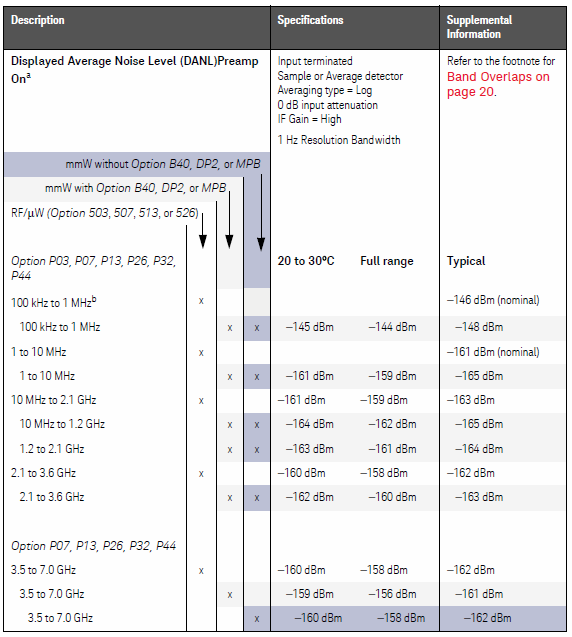 Description Specifications Supplemental
Information
Displayed Average Noise Level (DANL)Preamp Input terminated Refer to the footnote for
Onᵃ Sample or Average detector Band Overlaps on
Averaging type = Log page 20.
0 dB input attenuation
IF Gain = High
1 Hz Resolution Bandwidth
mmW without Option B40, DP2, or MPB
mmW with Option B40, DP2, or MPB
RF/μW (Option 503, 507, 513, or 526)
Option P03, P07, P13, P26, P32, 20 to 30ºC Full range Typical
P44
100 kHz to 1 MHzᵇ x –146 dBm (nominal)
100 kHz to 1 MHz x x –145 dBm –144 dBm –148 dBm
1 to 10 MHz x –161 dBm (nominal)
1 to 10 MHz x x –161 dBm –159 dBm –165 dBm
10 MHz to 2.1 GHz x –161 dBm –159 dBm –163 dBm
10 MHz to 1.2 GHz x x –164 dBm –162 dBm –165 dBm
1.2 to 2.1 GHz x x –163 dBm –161 dBm –164 dBm
2.1 to 3.6 GHz x –160 dBm –158 dBm –162 dBm
2.1 to 3.6 GHz x x –162 dBm –160 dBm –163 dBm
Option P07, P13, P26, P32, P44
3.5 to 7.0 GHz x –160 dBm –158 dBm –162 dBm
3.5 to 7.0 GHz x –159 dBm –156 dBm –161 dBm
3.5 to 7.0 GHz x –160 dBm –158 dBm –162 dBm